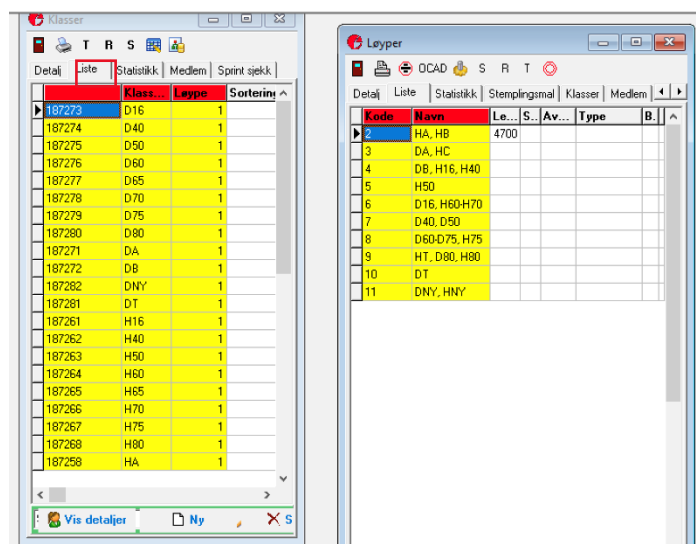 Klasser
T R S
Detalj Liste Statistikk Medlem Sprint sjekk
Klass... Løype Sortering
187273 D16 1
187274 D40 1
187275 D50 1
187276 D60 1
187277 D65 1
187278 D70 1
187279 D75 1
187280 D80 1
187271 DA 1
187272 DB 1
187282 DNY 1
187281 DT 1
187261 H16 1
187262 H40 1
187263 H50 1
187264 H60 1
187265 H65 1
187266 H70 1
187267 H75 1
187268 H80 1
187258 HA 1
Vis detaljer Ny S
Løyper
OCAD S R T
Detalj Liste Statistikk Stemplingsmal Klasser Medlem
Kode Navn Le... S.. Av... Type B.
2 HA, HB 4700
3 DA, HC
4 DB, H16, H40
5 H50
6 D16, H60-H70
7 D40, D50
8 D60-D75, H75
9 HT, D80, H80
10 DT
11 DNY, HNY